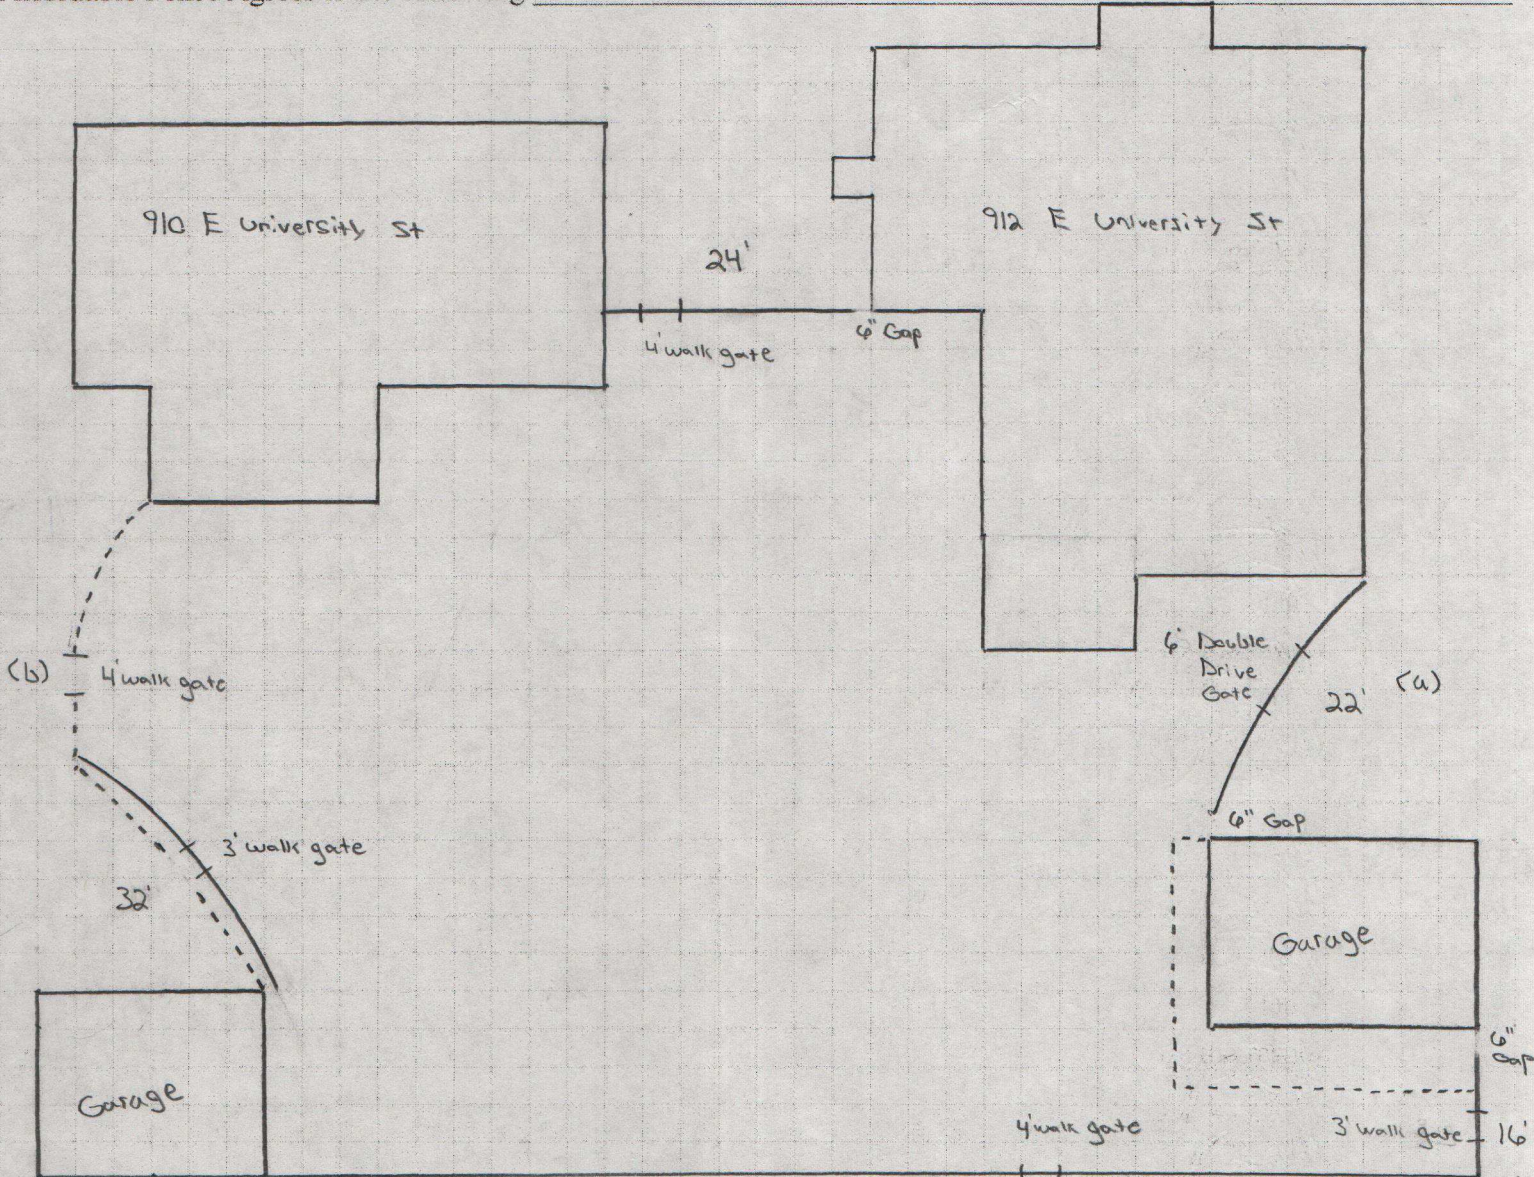 910 E University St
912 E University St
24'
4' walk gate
6" Gap
6' Double
Drive
Gate
22'
(a)
(b)
4' walk gate
6" Gap
3' walk gate
32'
Garage
6"
Gap
Garage
4' walk gate
3' walk gate
16'